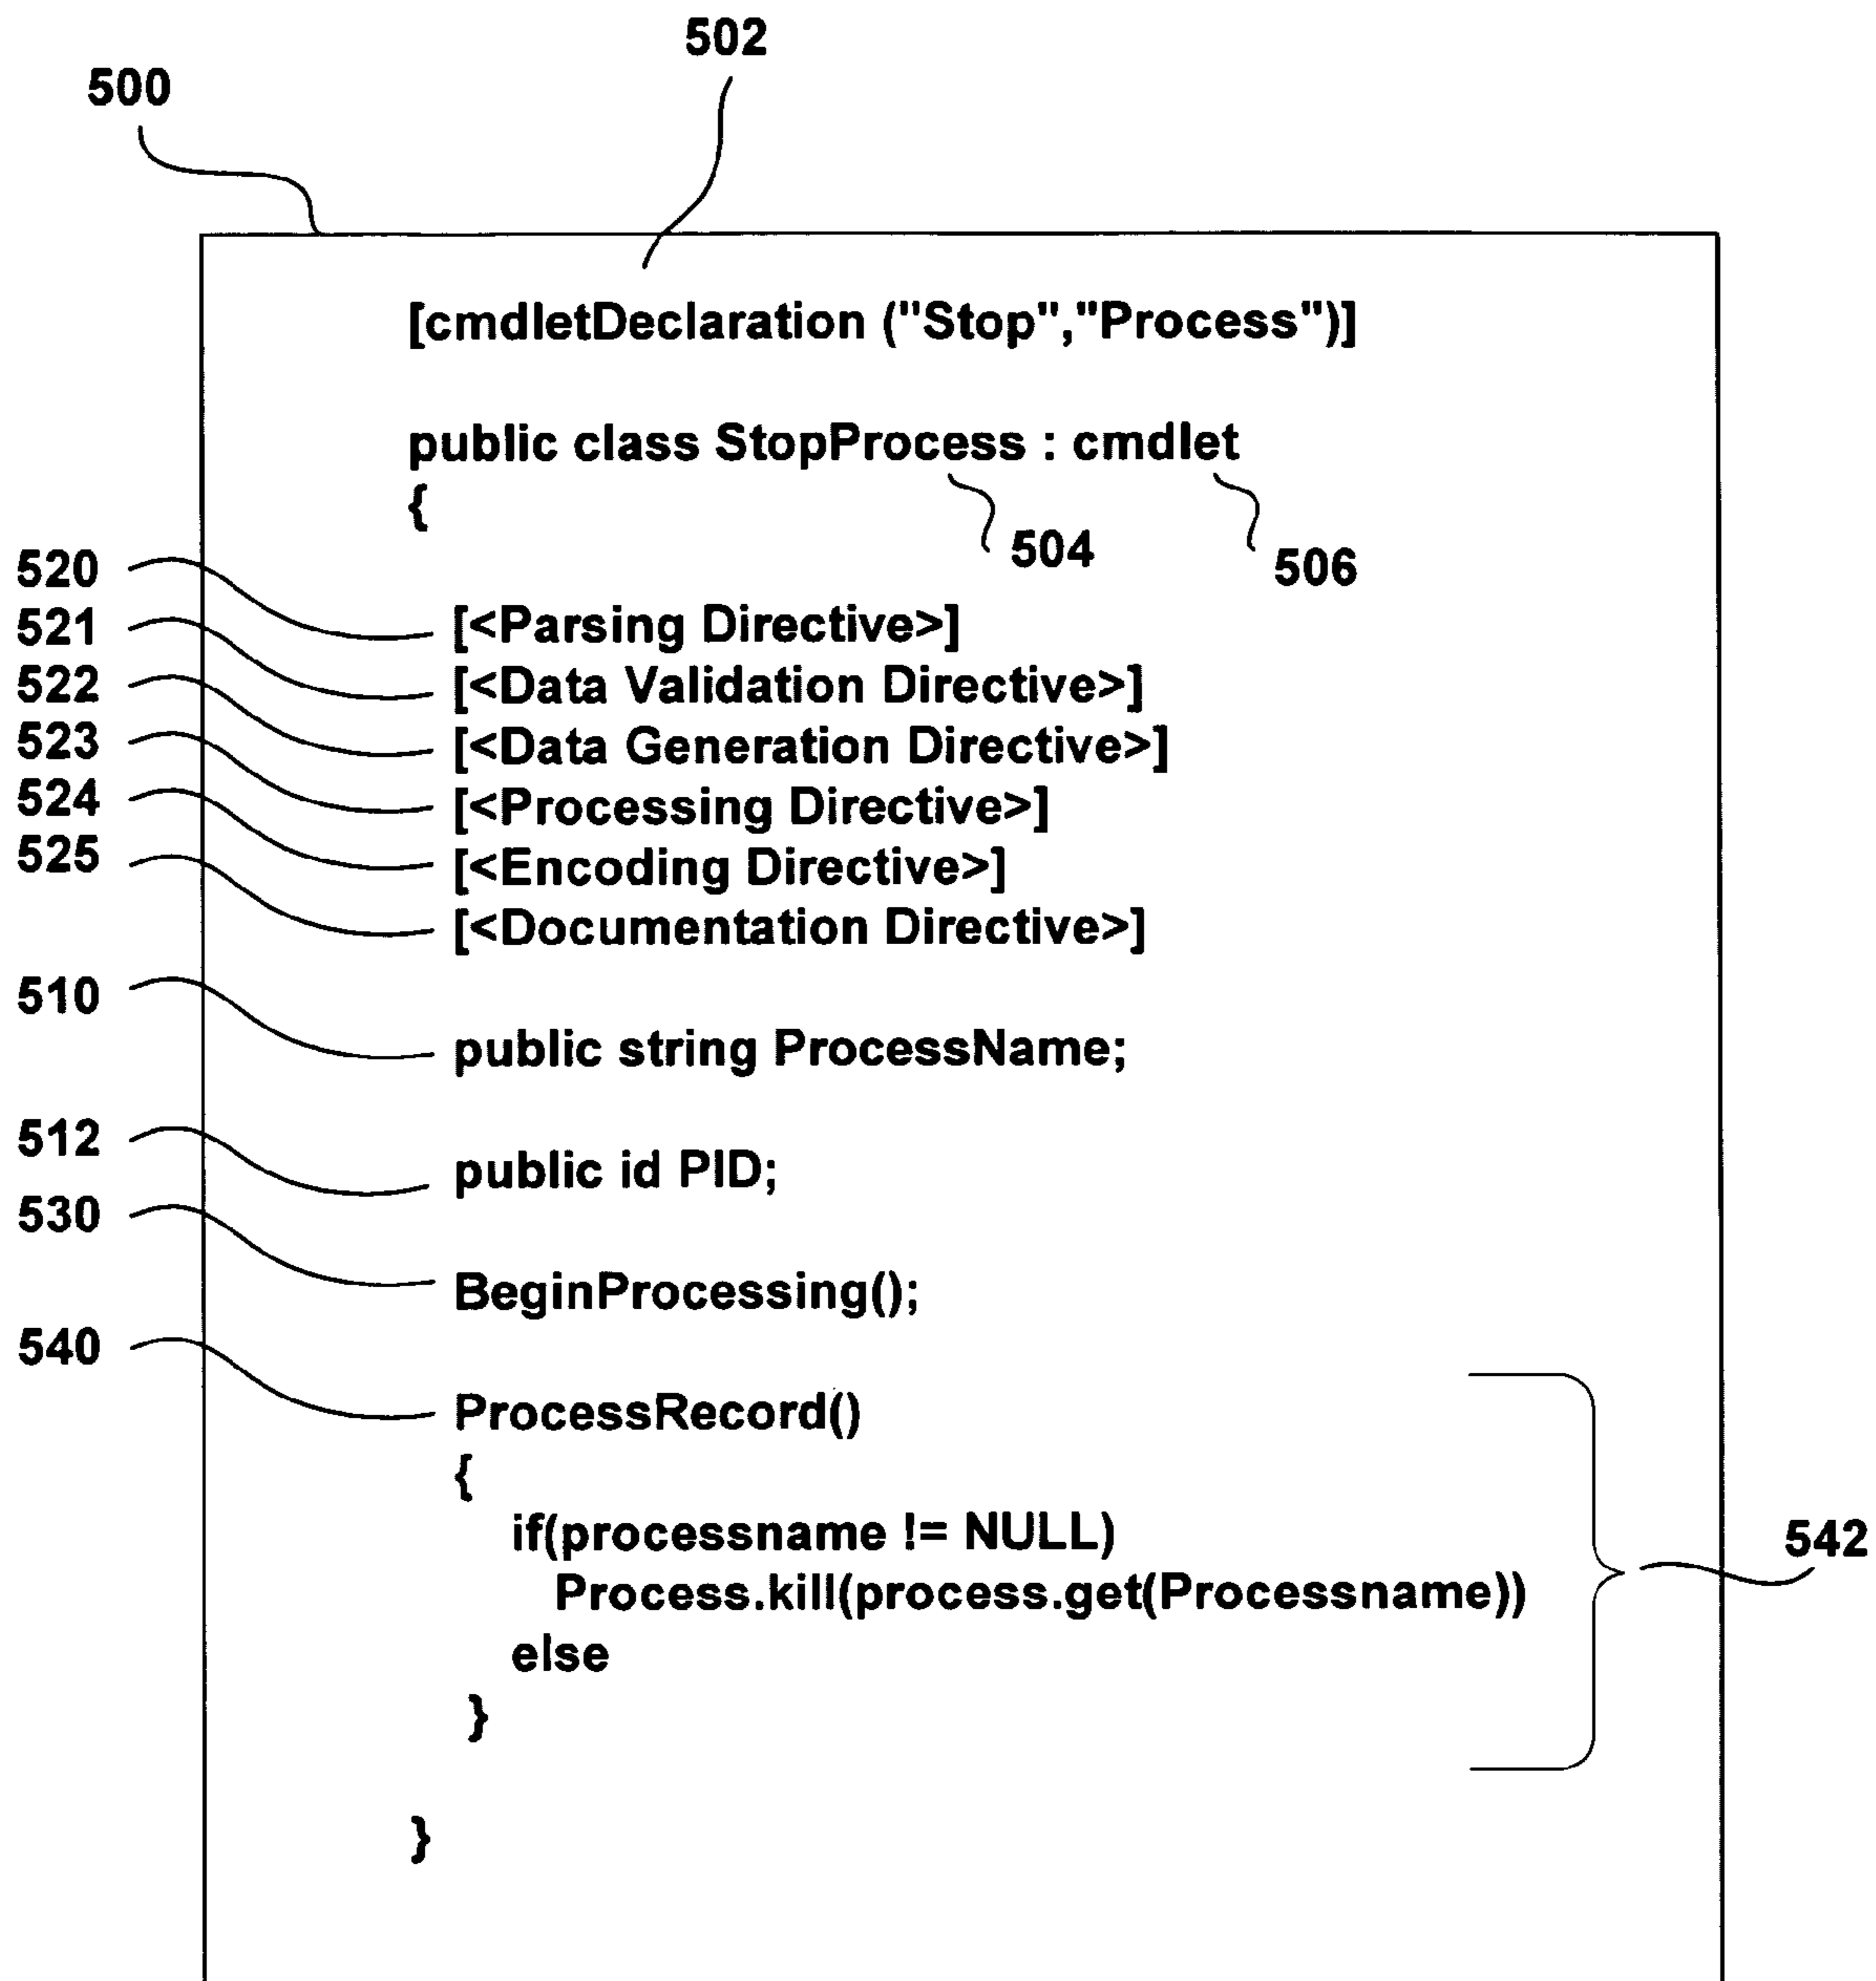 502
500
[cmdletDeclaration ("Stop","Process")]
public class StopProcess : cmdlet
{
504
506
520
[<Parsing Directive>]
521
[<Data Validation Directive>]
522
[<Data Generation Directive>]
523
[<Processing Directive>]
524
[<Encoding Directive>]
525
[<Documentation Directive>]
510
public string ProcessName;
512
public id PID;
530
BeginProcessing();
540
ProcessRecord()
{
if(processname != NULL)
542
Process.kill(process.get(Processname))
else
}
}